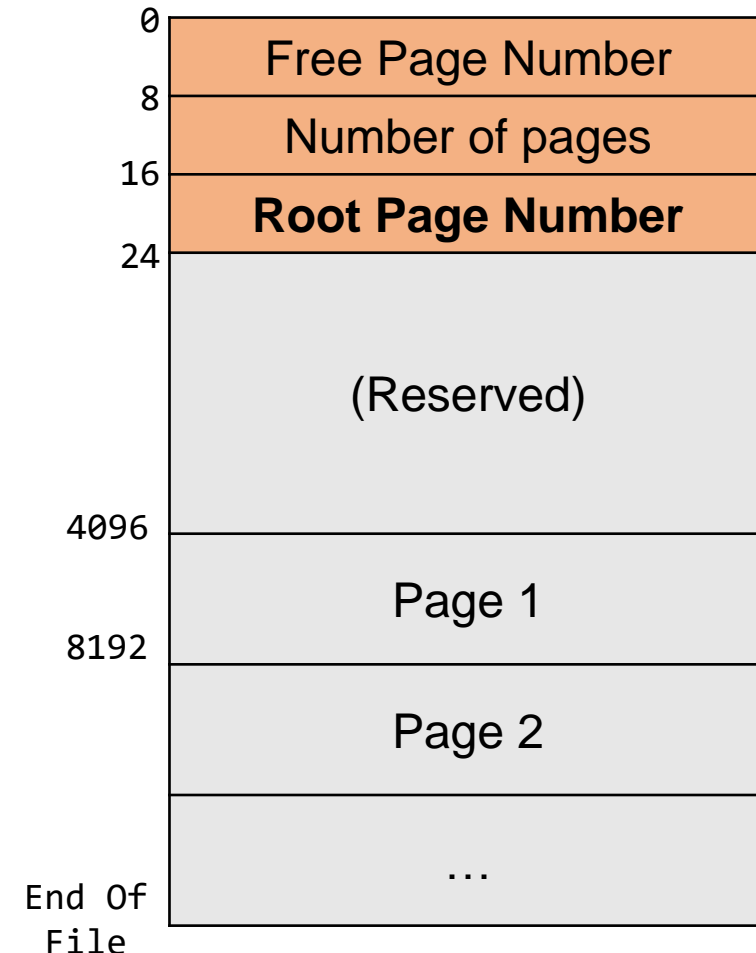 0
Free Page Number
8
Number of pages
16
Root Page Number
24
(Reserved)
4096
Page 1
8192
Page 2
...
End Of
File